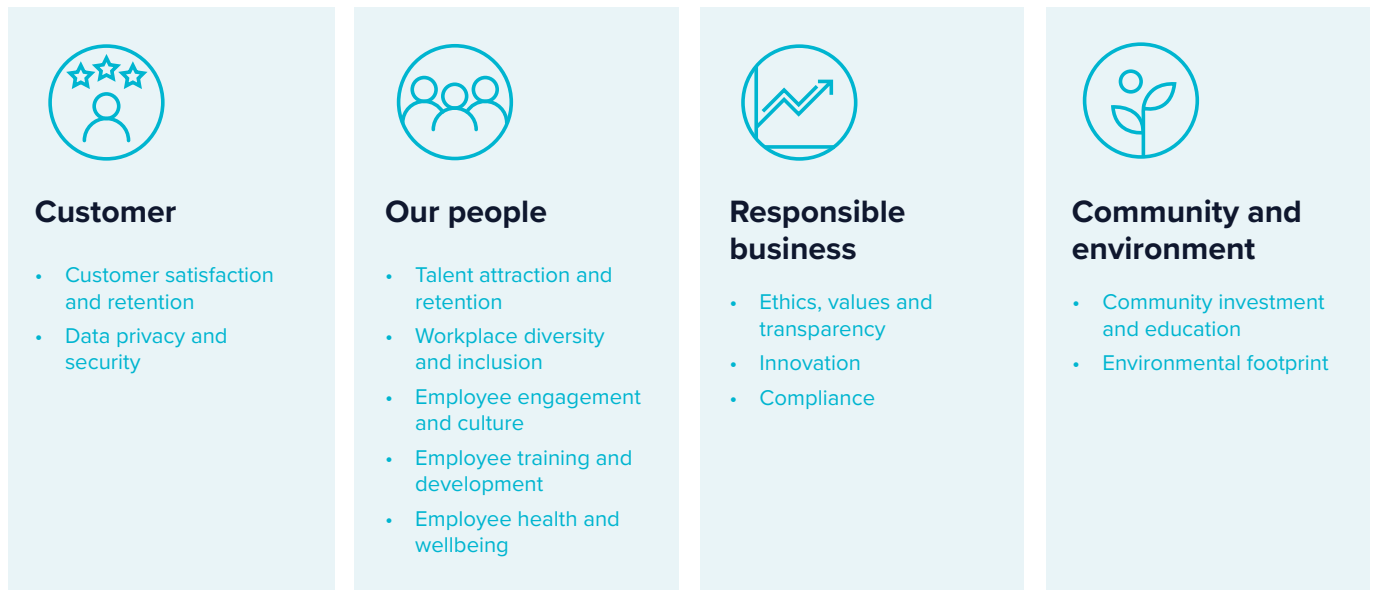 Customer
• Customer satisfaction
and retention
• Data privacy and
security
Our people
• Talent attraction and
retention
• Workplace diversity
and inclusion
• Employee engagement
and culture
• Employee training and
development
• Employee health and
wellbeing
Responsible
business
• Ethics, values and
transparency
• Innovation
• Compliance
Community and
environment
• Community investment
and education
• Environmental footprint